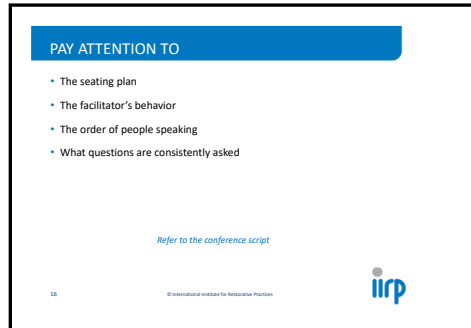 PAY ATTENTION TO
• The seating plan
• The facilitator's behavior
• The order of people speaking
• What questions are consistently asked
Refer to the conference script
16
© International Institute for Restorative Practices
iirp